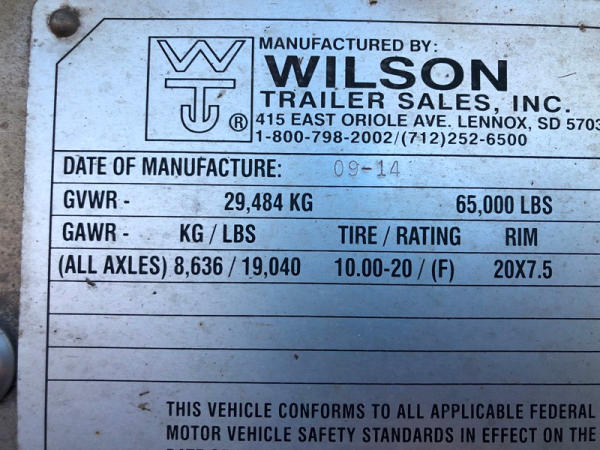 WTJ ®
MANUFACTURED BY:
WILSON
TRAILER SALES, INC.
415 EAST ORIOLE AVE. LENNOX, SD 5703
1-800-798-2002/(712)252-6500
DATE OF MANUFACTURE: 09-14
GVWR - 29,484 KG 65,000 LBS
GAWR - KG / LBS TIRE / RATING RIM
(ALL AXLES) 8,636 / 19,040 10.00-20 / (F) 20X7.5
THIS VEHICLE CONFORMS TO ALL APPLICABLE FEDERAL
MOTOR VEHICLE SAFETY STANDARDS IN EFFECT ON THE